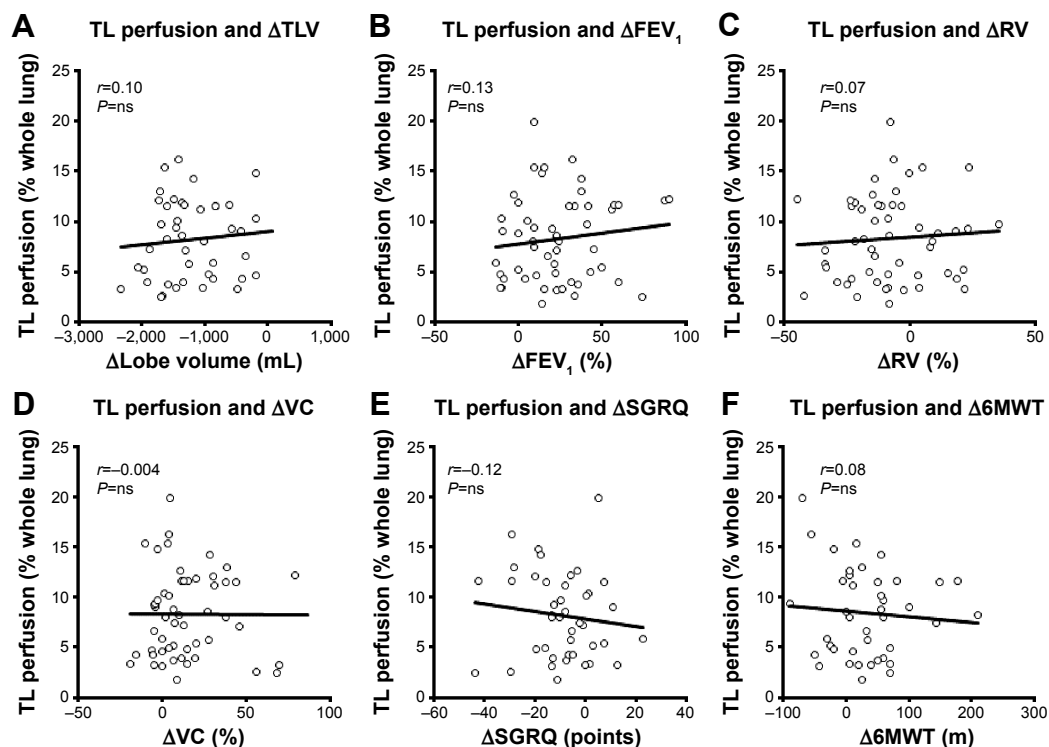 A TL perfusion and ΔTLV
TL perfusion (% whole lung)
25
20
15
10
5
0
r=0.10
P=ns
–3,000 –2,000 –1,000 0 1,000
ΔLobe volume (mL)
B TL perfusion and ΔFEV₁
TL perfusion (% whole lung)
25
20
15
10
5
0
r=0.13
P=ns
–50 0 50 100
ΔFEV₁ (%)
C TL perfusion and ΔRV
TL perfusion (% whole lung)
25
20
15
10
5
0
r=0.07
P=ns
–50 0 50
ΔRV (%)
D TL perfusion and ΔVC
TL perfusion (% whole lung)
25
20
15
10
5
0
r=–0.004
P=ns
–50 0 50 100
ΔVC (%)
E TL perfusion and ΔSGRQ
TL perfusion (% whole lung)
25
20
15
10
5
0
r=–0.12
P=ns
–60 –40 –20 0 20 40
ΔSGRQ (points)
F TL perfusion and Δ6MWT
TL perfusion (% whole lung)
25
20
15
10
5
0
r=0.08
P=ns
–100 0 100 200 300
Δ6MWT (m)